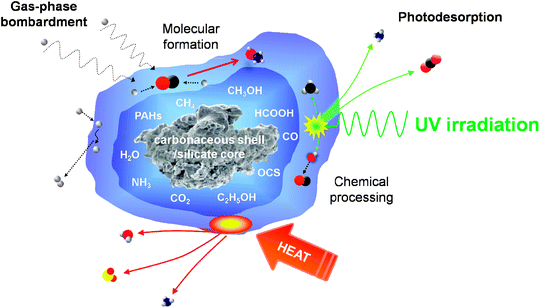 Gas-phase
bombardment
Molecular
formation
Photodesorption
CH₃OH
CH₄
PAHs
HCOOH
CO
carbonaceous shell
/silicate core
UV irradiation
H₂O
OCS
NH₃
CO₂
C₂H₅OH
Chemical
processing
HEAT